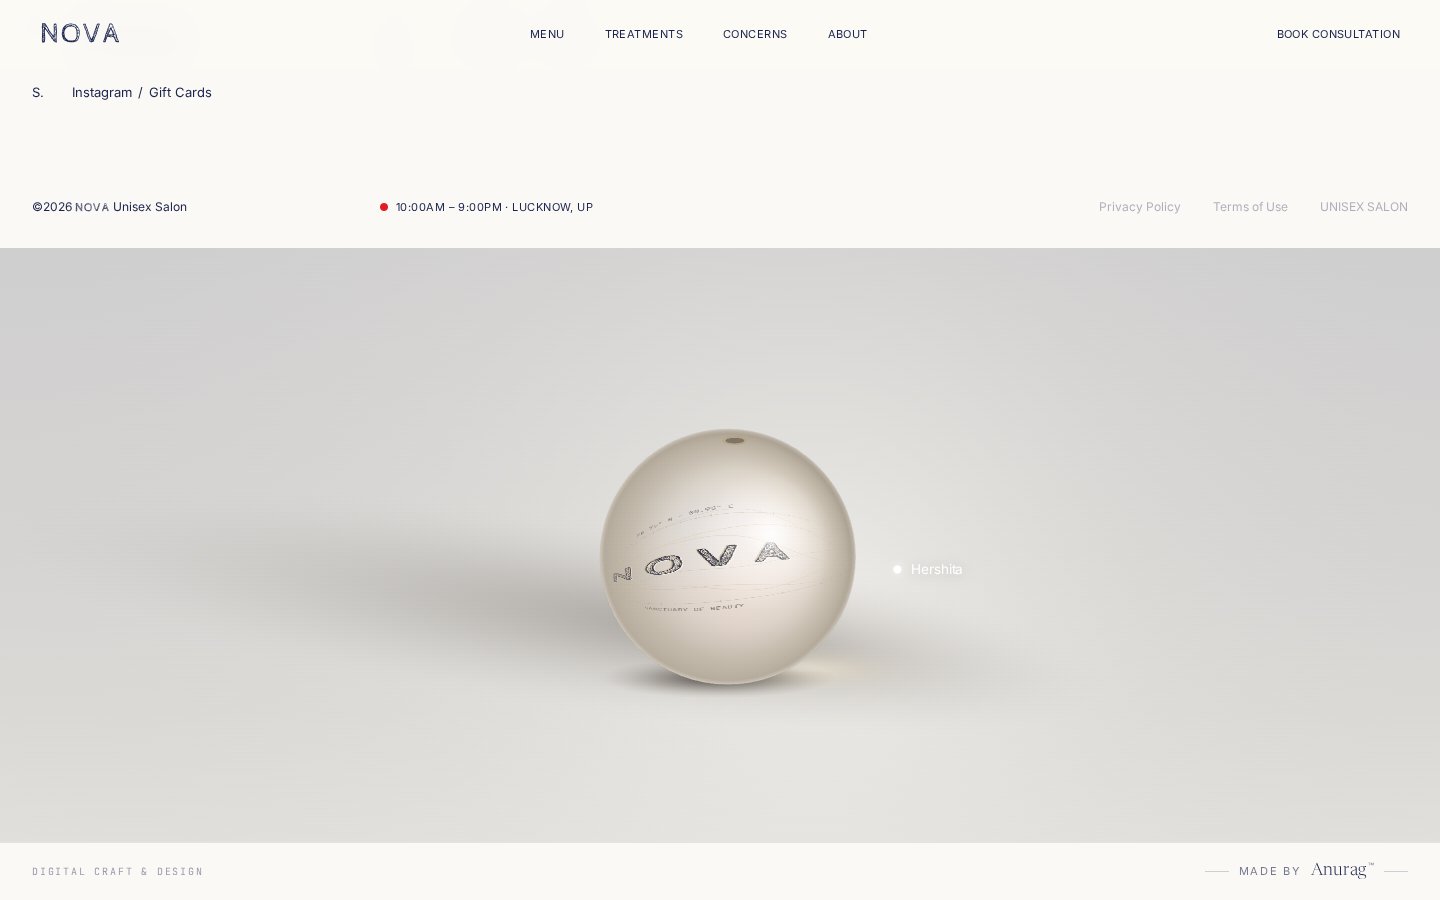 NOVA
MENU TREATMENTS CONCERNS ABOUT
BOOK CONSULTATION
S. Instagram / Gift Cards
©2026 NOVA Unisex Salon
10:00AM – 9:00PM · LUCKNOW, UP
Privacy Policy Terms of Use UNISEX SALON
NOVA
SANCTUARY OF BEAUTY
Hershita
DIGITAL CRAFT & DESIGN
MADE BY Anurag™